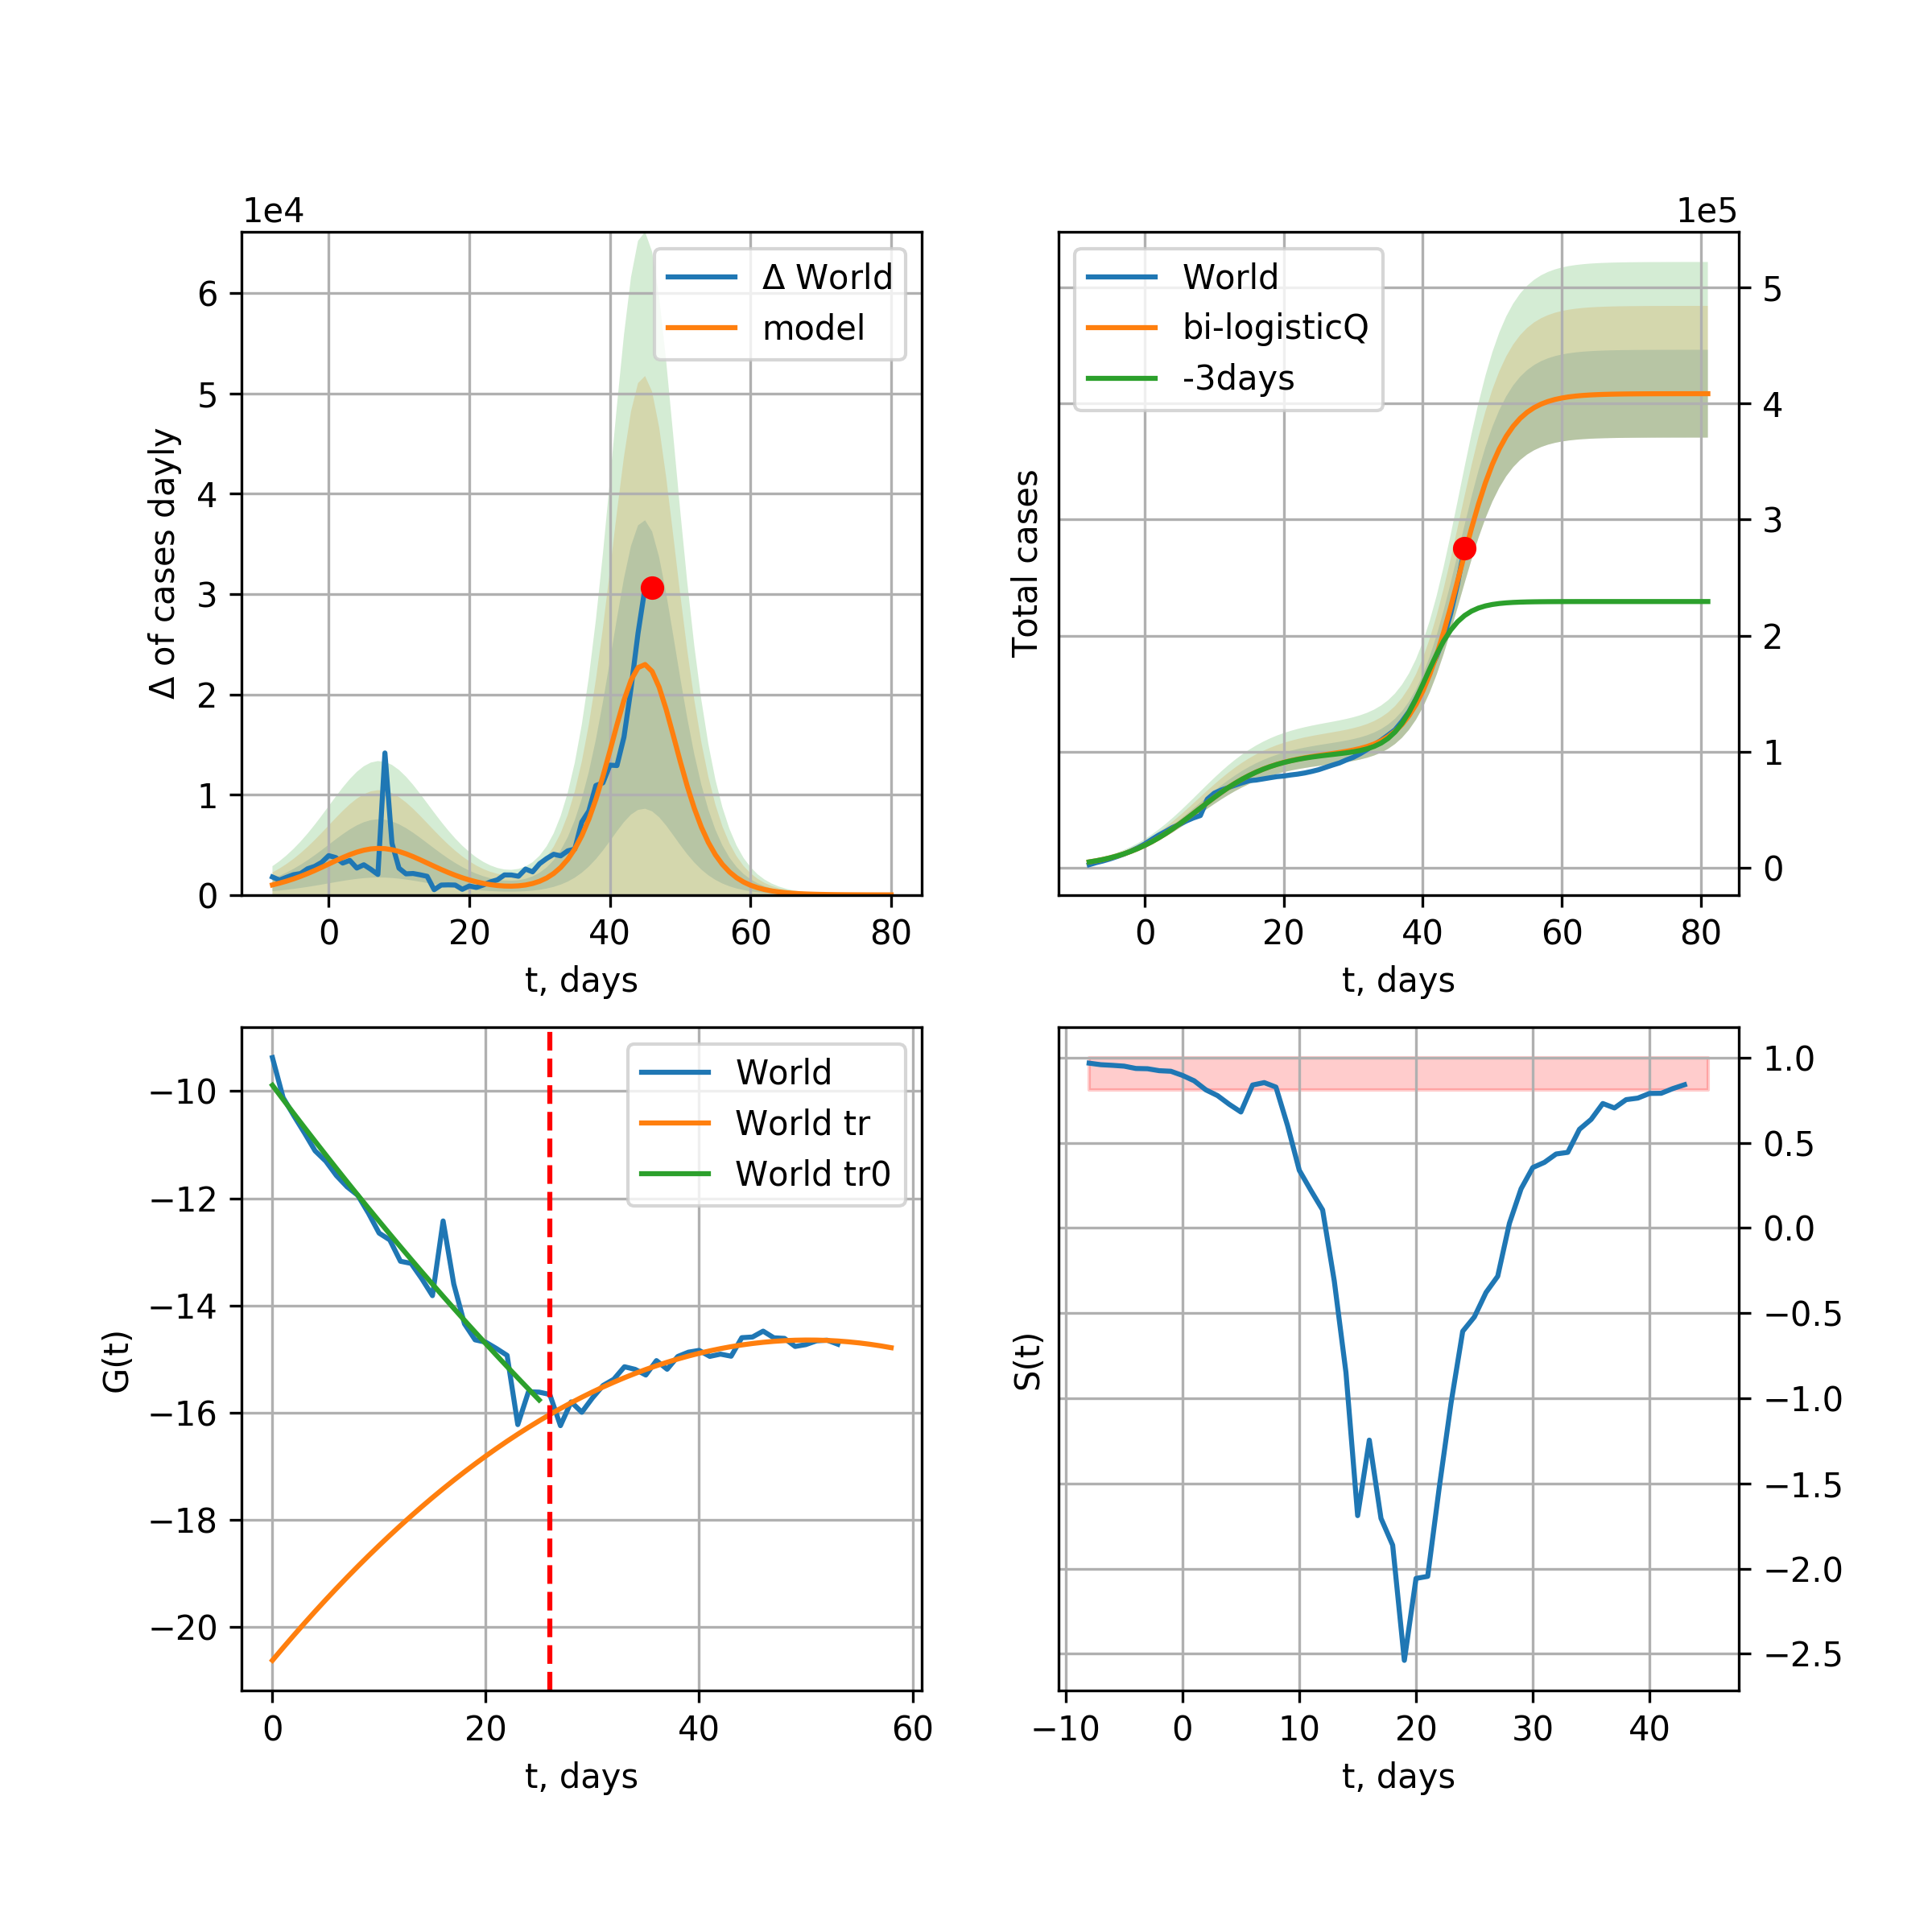 1e4
Δ World
model
6
5
4
3
2
1
0
Δ of cases dayly
0 20 40 60 80
t, days
1e5
World
bi-logisticQ
-3days
5
4
3
2
1
0
Total cases
0 20 40 60 80
t, days
World
World tr
World tr0
−10
−12
−14
−16
−18
−20
G(t)
0 20 40 60
t, days
1.0
0.5
0.0
−0.5
−1.0
−1.5
−2.0
−2.5
S(t)
−10 0 10 20 30 40
t, days